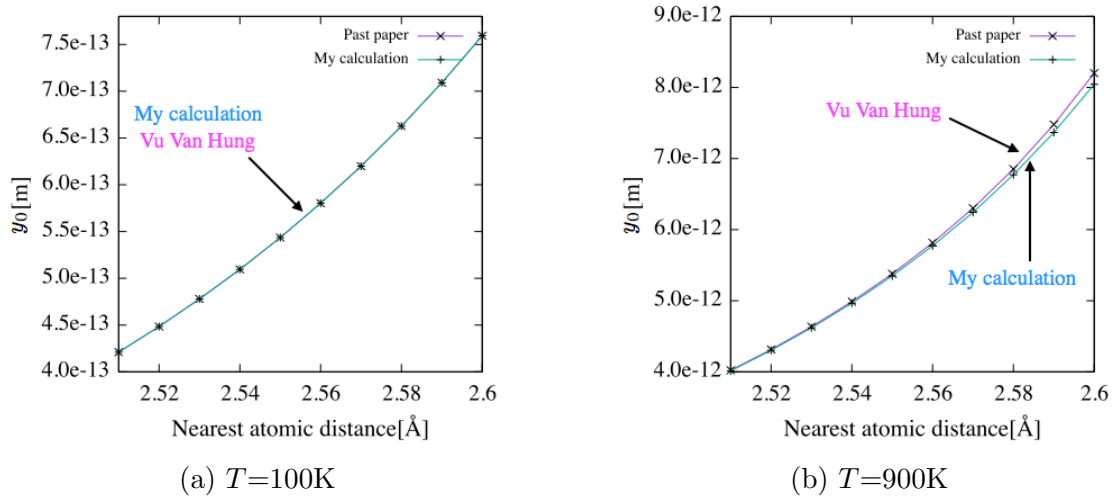 Past paper
My calculation
My calculation
Vu Van Hung
7.5e-13
7.0e-13
6.5e-13
6.0e-13
5.5e-13
5.0e-13
4.5e-13
4.0e-13
y₀[m]
2.52 2.54 2.56 2.58 2.6
Nearest atomic distance[Å]
(a) T=100K
Past paper
My calculation
Vu Van Hung
My calculation
9.0e-12
8.0e-12
7.0e-12
6.0e-12
5.0e-12
4.0e-12
y₀[m]
2.52 2.54 2.56 2.58 2.6
Nearest atomic distance[Å]
(b) T=900K